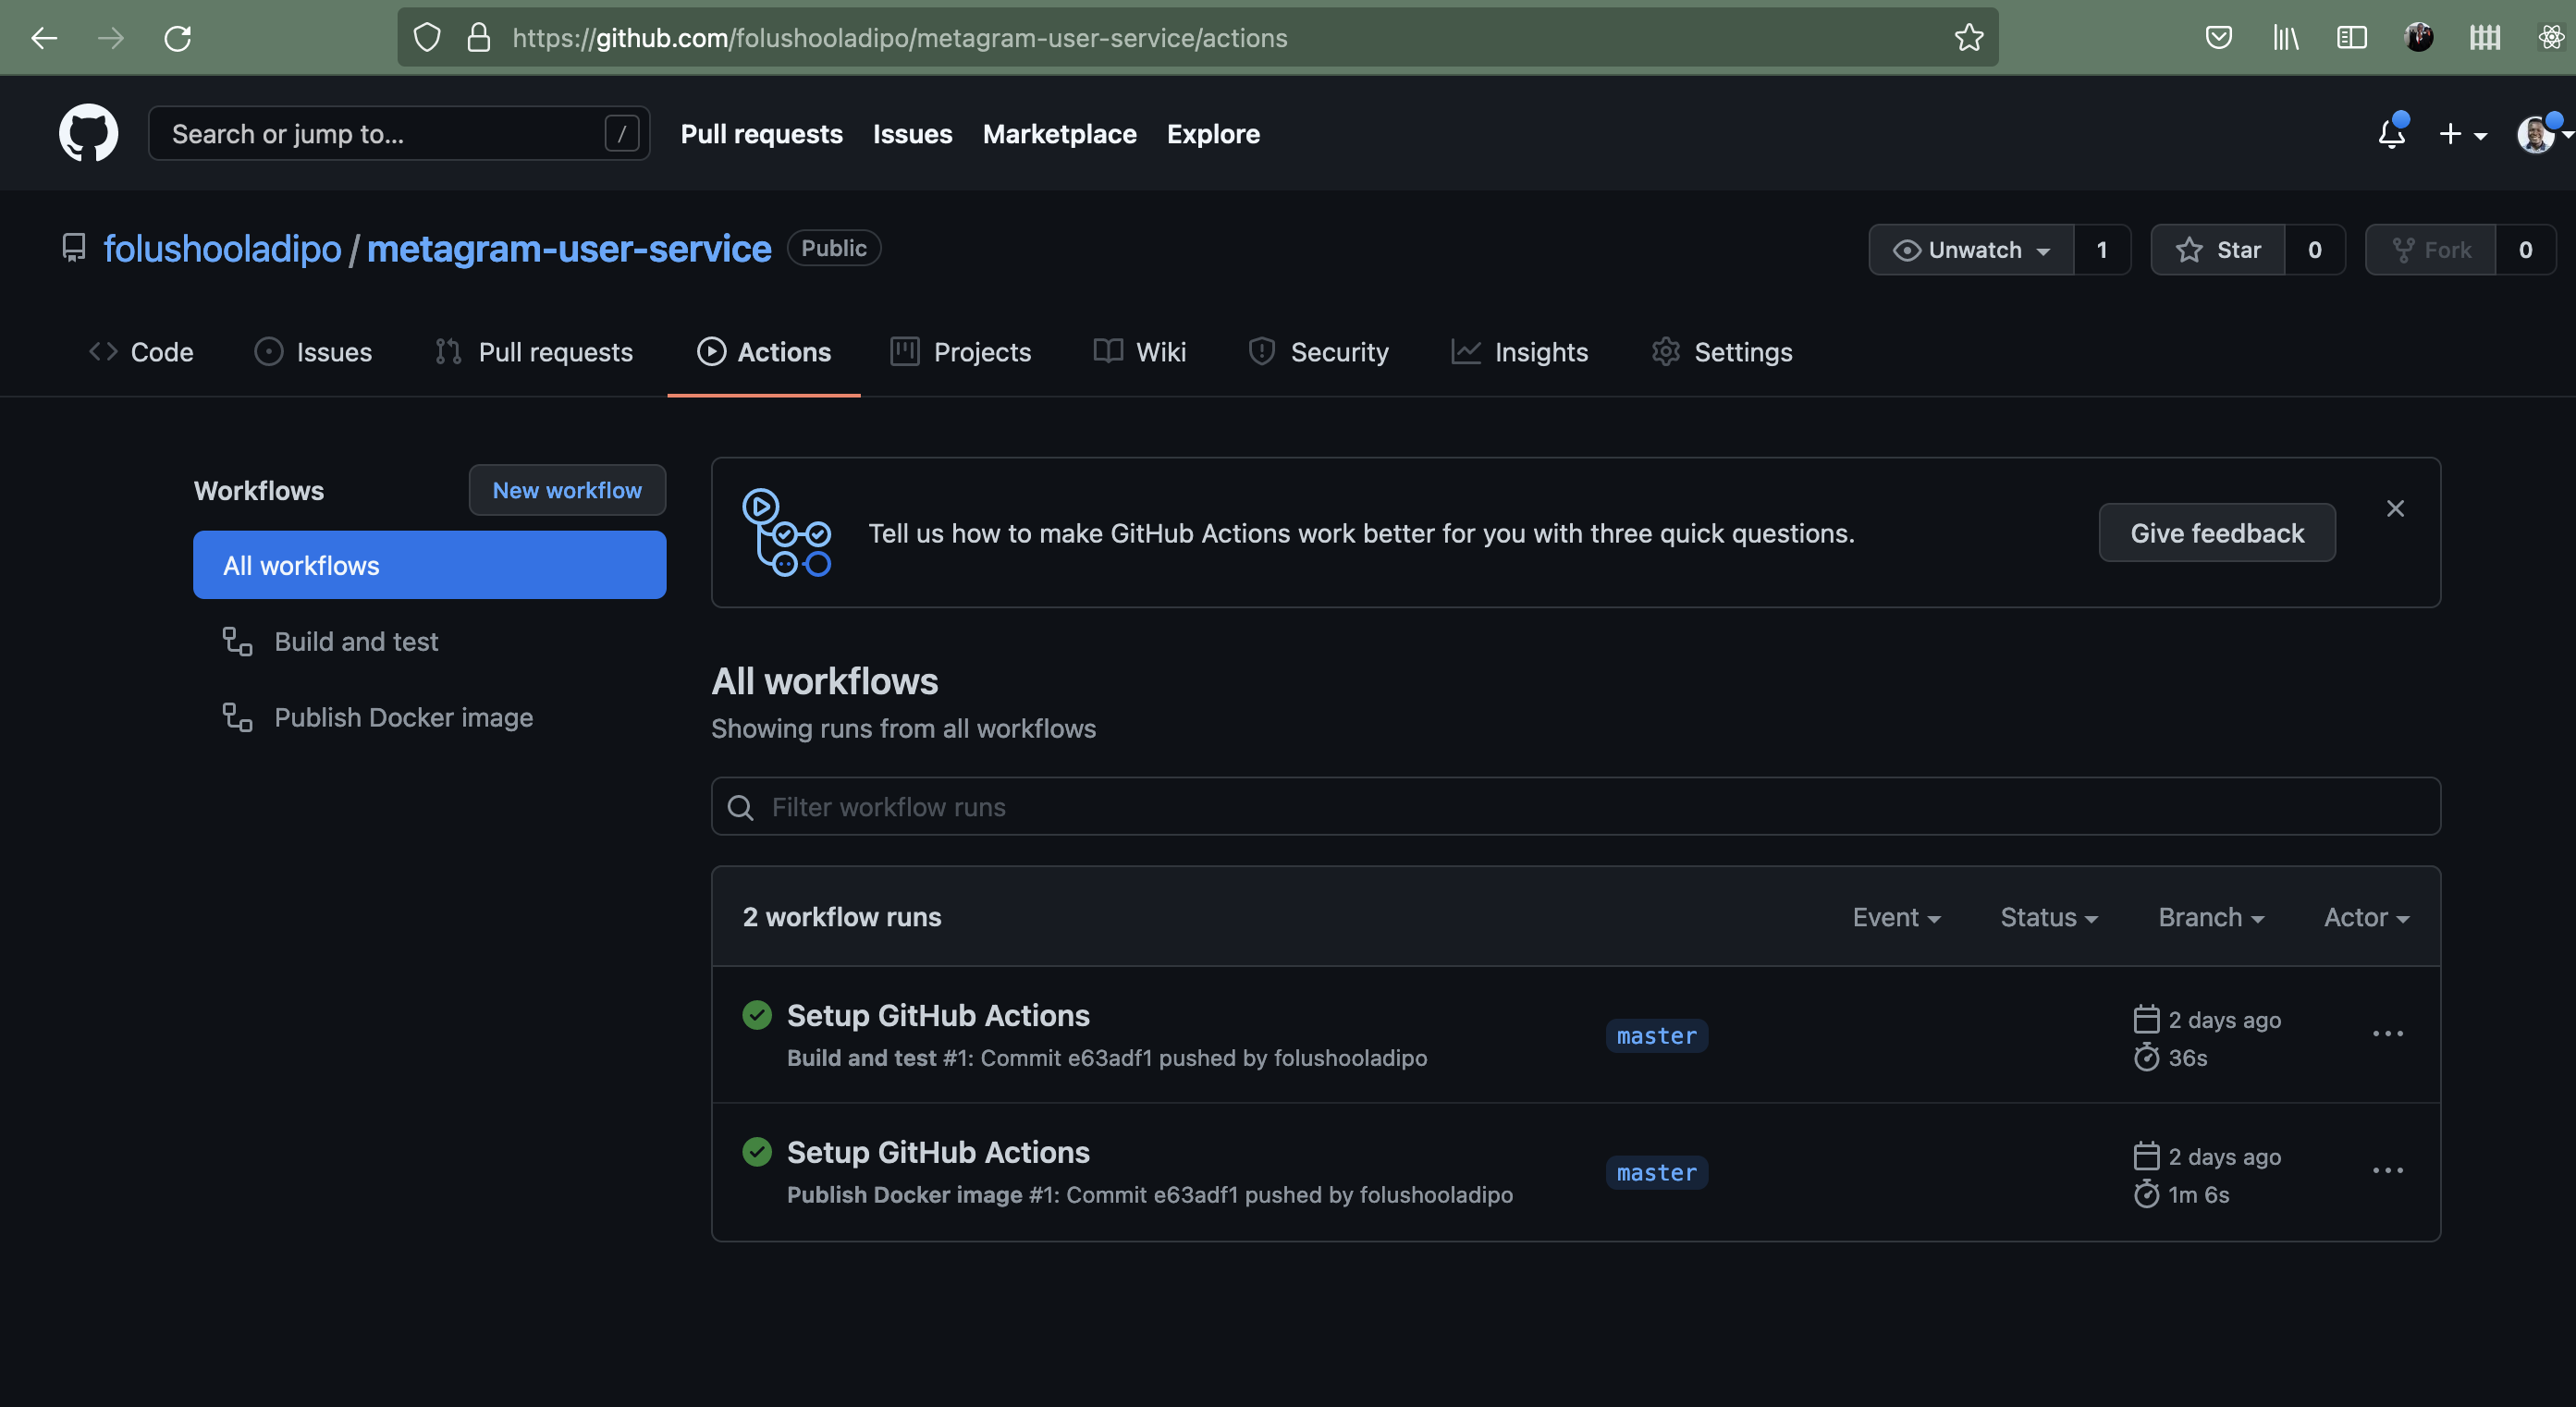 https://github.com/folushooladipo/metagram-user-service/actions
Search or jump to... / Pull requests Issues Marketplace Explore
folushooladipo / metagram-user-service Public Unwatch 1 Star 0 Fork 0
Code Issues Pull requests Actions Projects Wiki Security Insights Settings
Workflows New workflow
All workflows
Build and test
Publish Docker image
Tell us how to make GitHub Actions work better for you with three quick questions. Give feedback
All workflows
Showing runs from all workflows
Filter workflow runs
2 workflow runs Event Status Branch Actor
Setup GitHub Actions
Build and test #1: Commit e63adf1 pushed by folushooladipo
master
2 days ago
36s
Setup GitHub Actions
Publish Docker image #1: Commit e63adf1 pushed by folushooladipo
master
2 days ago
1m 6s